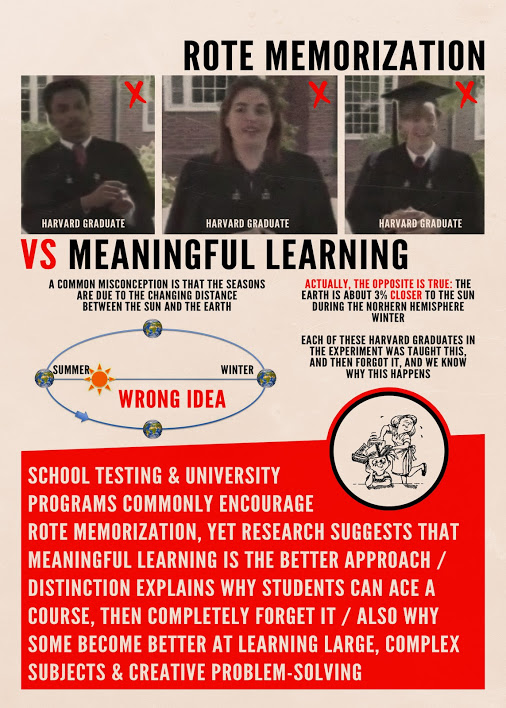 ROTE MEMORIZATION
X X X
HARVARD GRADUATE
HARVARD GRADUATE
HARVARD GRADUATE
VS MEANINGFUL LEARNING
A COMMON MISCONCEPTION IS THAT THE SEASONS
ARE DUE TO THE CHANGING DISTANCE
BETWEEN THE SUN AND THE EARTH
ACTUALLY, THE OPPOSITE IS TRUE: THE
EARTH IS ABOUT 3% CLOSER TO THE SUN
DURING THE NORHERN HEMISPHERE
WINTER
EACH OF THESE HARVARD GRADUATES IN
THE EXPERIMENT WAS TAUGHT THIS,
AND THEN FORGOT IT, AND WE KNOW
WHY THIS HAPPENS
SUMMER
WINTER
WRONG IDEA
SCHOOL TESTING & UNIVERSITY
PROGRAMS COMMONLY ENCOURAGE
ROTE MEMORIZATION, YET RESEARCH SUGGESTS THAT
MEANINGFUL LEARNING IS THE BETTER APPROACH /
DISTINCTION EXPLAINS WHY STUDENTS CAN ACE A
COURSE, THEN COMPLETELY FORGET IT / ALSO WHY
SOME BECOME BETTER AT LEARNING LARGE, COMPLEX
SUBJECTS & CREATIVE PROBLEM-SOLVING